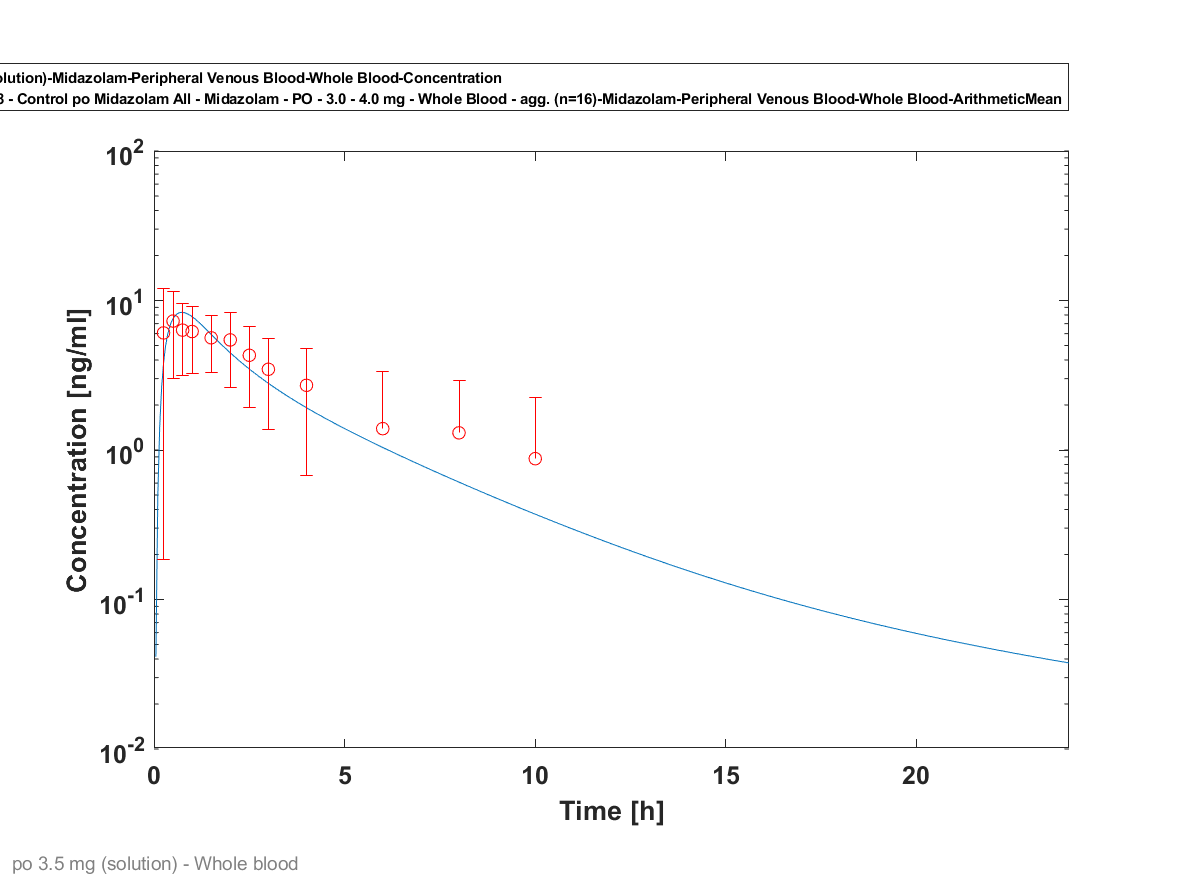 olution)-Midazolam-Peripheral Venous Blood-Whole Blood-Concentration
- Control po Midazolam All - Midazolam - PO - 3.0 - 4.0 mg - Whole Blood - agg. (n=16)-Midazolam-Peripheral Venous Blood-Whole Blood-ArithmeticMean
10^2
10^1
10^0
10^-1
10^-2
Concentration [ng/ml]
0 5 10 15 20
Time [h]
po 3.5 mg (solution) - Whole blood